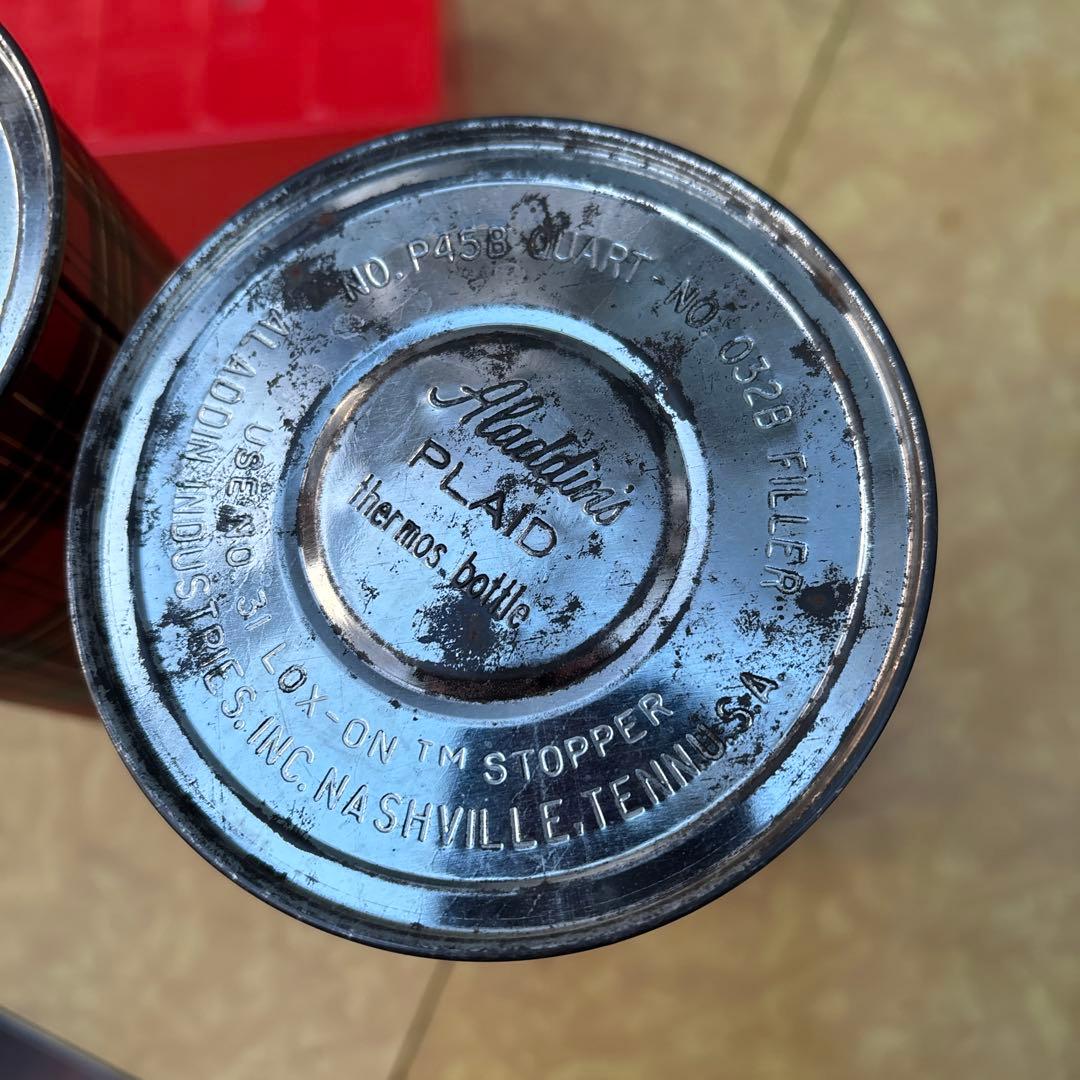 NO. P45B QUART - NO. 032B FILLER
Aladdin's
PLAID
thermos bottle
USE NO 31 LOX-ON TM STOPPER
ALADDIN INDUSTRIES. INC. NASHVILLE, TENN. U.S.A.